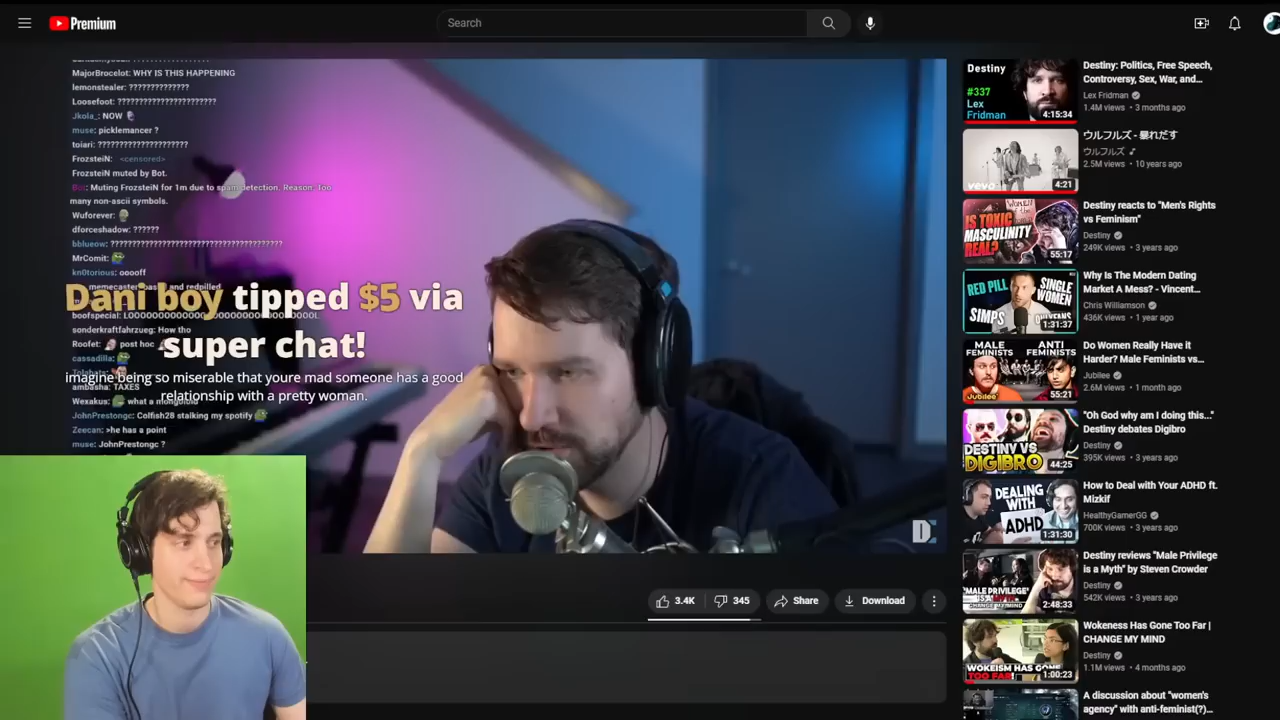 Premium
Search
MajorBrocelot: WHY IS THIS HAPPENING
lemonstealer: ??????????????
Loosefoot: ???????????????????????
Jkola_: NOW
muse: picklemancer ?
toiari: ?????????????????????
FrozsteiN: <censored>
FrozsteiN muted by Bot.
Bot: Muting FrozsteiN for 1m due to spam detection. Reason: Too
many non-ascii symbols.
Wuforever:
dforceshadow: ??????
bblueow: ????????????????????????????????????????
MrComit:
kn0torious: ooooff
Dani boy tipped $5 via
super chat!
imagine being so miserable that youre mad someone has a good
relationship with a pretty woman.
sonderkraftfahrzeug: How tho
Roofet: post hoc
cassadilla:
ambasha: TAXES
Wexakus: what a
JohnPrestongc: Colfish28 stalking my spotify
Zeecan: >he has a point
muse: JohnPrestongc ?
3.4K
345
Share
Download
Destiny
#337
Lex
Fridman
4:15:34
Destiny: Politics, Free Speech,
Controversy, Sex, War, and...
Lex Fridman
1.4M views • 3 months ago
vevo
4:21
ウルフルズ - 暴れだす
ウルフルズ
2.5M views • 10 years ago
IS TOXIC
MASCULINITY
REAL?
55:17
Destiny reacts to "Men's Rights
vs Feminism"
Destiny
249K views • 3 years ago
RED PILL
SINGLE
WOMEN
SIMPS
1:31:37
Why Is The Modern Dating
Market A Mess? - Vincent...
Chris Williamson
436K views • 1 year ago
MALE
FEMINISTS
ANTI
FEMINISTS
Jubilee
55:21
Do Women Really Have it
Harder? Male Feminists vs...
Jubilee
2.6M views • 1 month ago
DESTINY VS
DIGIBRO
44:25
"Oh God why am I doing this..."
Destiny debates Digibro
Destiny
395K views • 3 years ago
DEALING
WITH
ADHD
1:31:30
How to Deal with Your ADHD ft.
Mizkif
HealthyGamerGG
700K views • 3 years ago
2:48:33
Destiny reviews "Male Privilege
is a Myth" by Steven Crowder
Destiny
542K views • 3 years ago
WOKEISM HAS GONE
TOO FAR!
1:00:23
Wokeness Has Gone Too Far |
CHANGE MY MIND
Destiny
1.1M views • 4 months ago
A discussion about "women's
agency" with anti-feminist(?)...